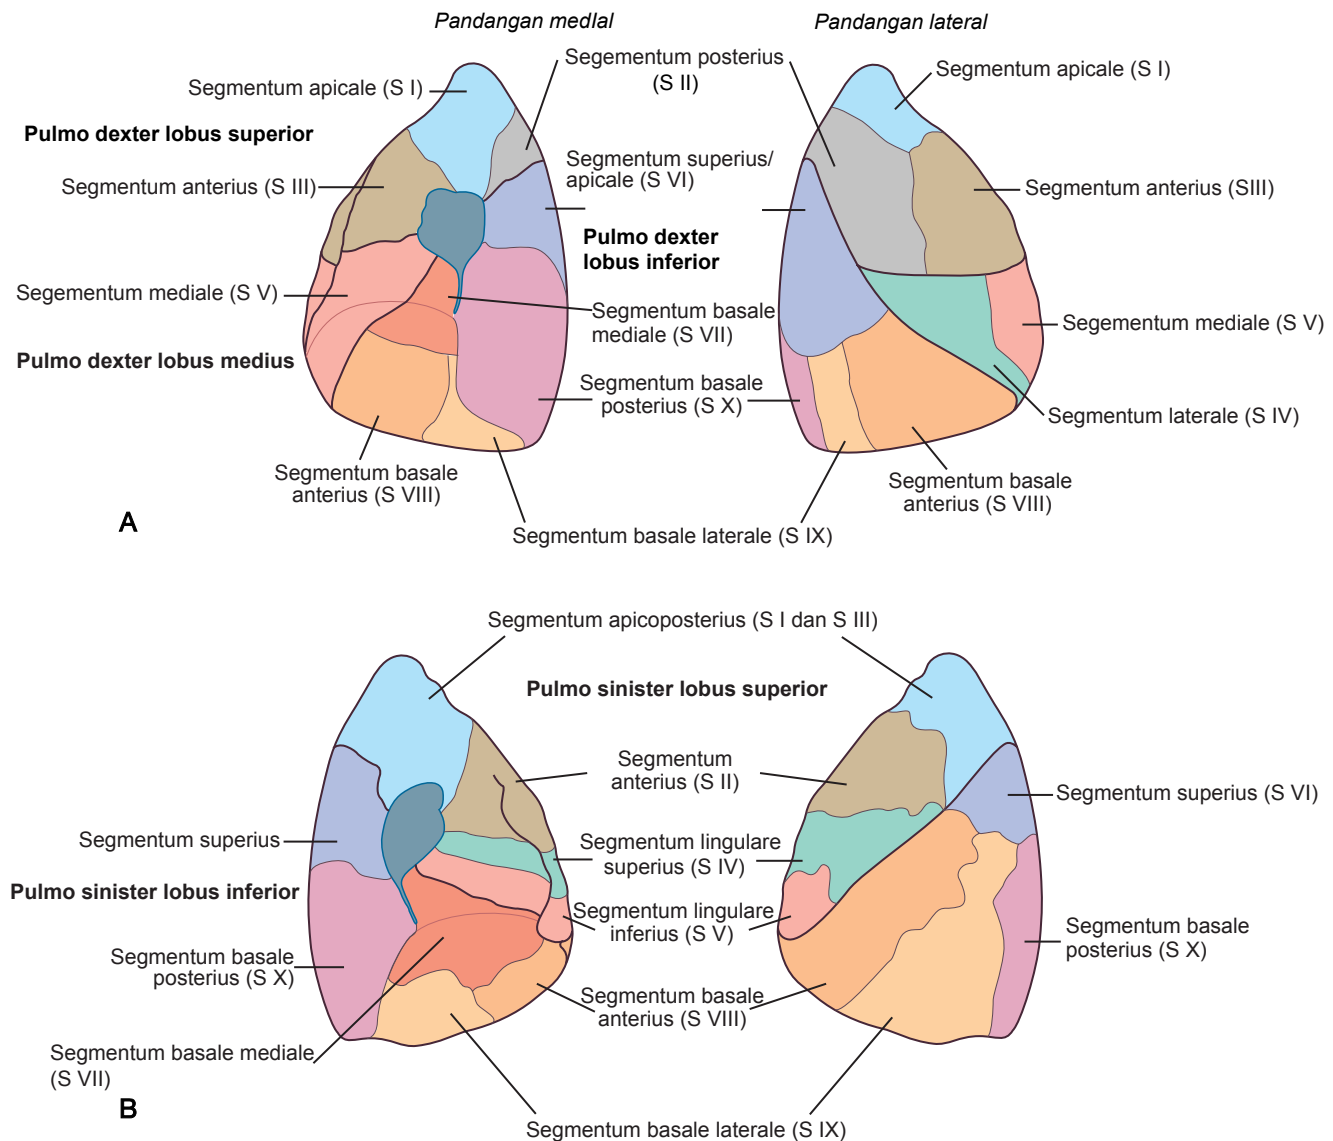 Pandangan medial
Pandangan lateral
Segmentum apicale (S I)
Segementum posterius
(S II)
Segmentum apicale (S I)
Pulmo dexter lobus superior
Segmentum anterius (S III)
Segmentum superius/
apicale (S VI)
Segmentum anterius (SIII)
Pulmo dexter
lobus inferior
Segementum mediale (S V)
Segmentum basale
mediale (S VII)
Segementum mediale (S V)
Pulmo dexter lobus medius
Segmentum basale
posterius (S X)
Segmentum laterale (S IV)
Segmentum basale
anterius (S VIII)
Segmentum basale
anterius (S VIII)
A
Segmentum basale laterale (S IX)
Segmentum apicoposterius (S I dan S III)
Pulmo sinister lobus superior
Segmentum
anterius (S II)
Segmentum superius (S VI)
Segmentum superius
Segmentum lingulare
superius (S IV)
Pulmo sinister lobus inferior
Segmentum lingulare
inferius (S V)
Segmentum basale
posterius (S X)
Segmentum basale
posterius (S X)
Segmentum basale
anterius (S VIII)
Segmentum basale mediale
(S VII)
B
Segmentum basale laterale (S IX)